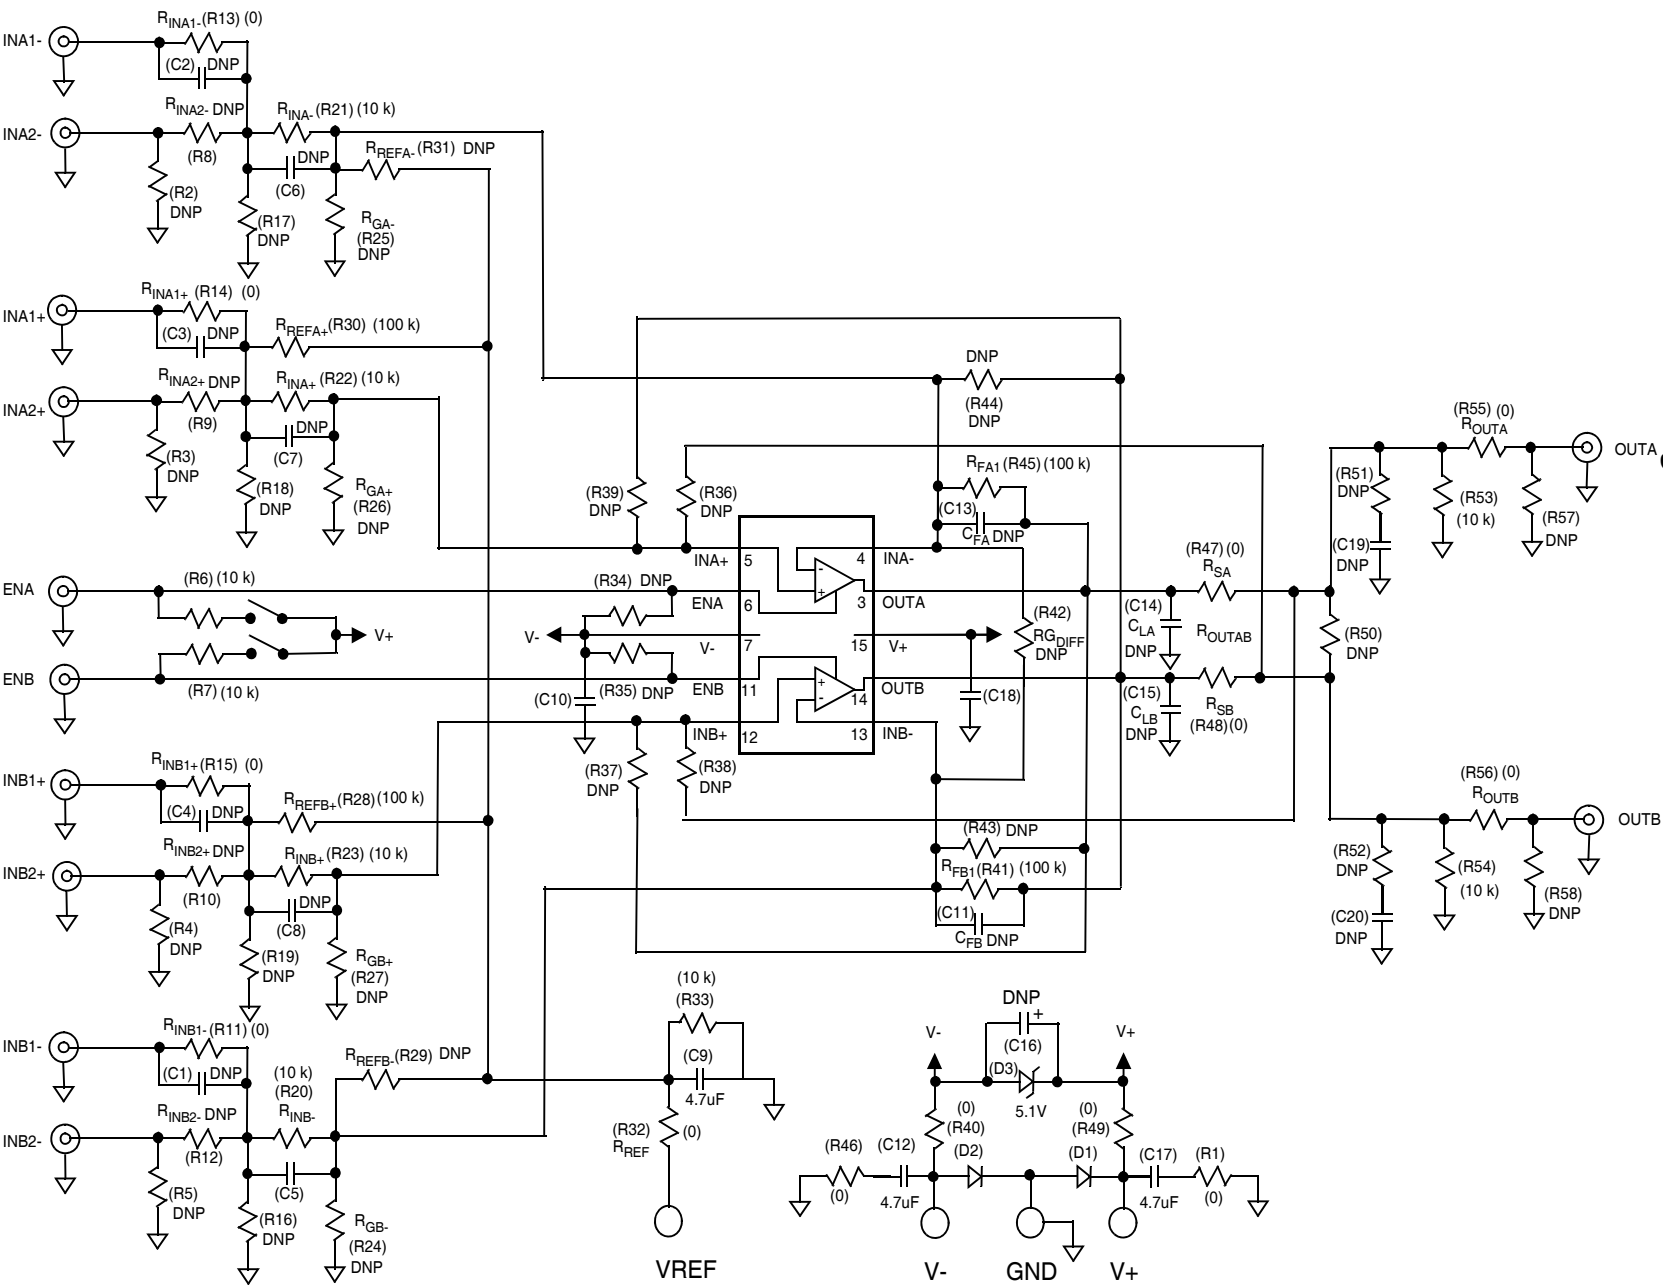 RINA1-(R13)(0)
INA1-
(C2) DNP
RINA2- DNP
RINA-(R21)(10 k)
INA2-
(R8)
DNP
RREFA-(R31) DNP
(C6)
(R2)
DNP
(R17)
DNP
RGA-
(R25)
DNP
RINA1+ (R14) (0)
INA1+
(C3) DNP
RREFA+(R30) (100 k)
RINA2+ DNP
RINA+ (R22)(10 k)
INA2+
(R9)
DNP
(C7)
(R3)
DNP
(R18)
DNP
RGA+
(R26)
DNP
DNP
(R44)
DNP
RFA1(R45)(100 k)
(C13)
CFA DNP
(R39)
DNP
(R36)
DNP
(R55)(0)
ROUTA
OUTA
(R51)
DNP
(R53)
(10 k)
(R57)
DNP
(C19)
DNP
INA+
5
4
INA-
-
+
ENA
(R6)(10 k)
(R34) DNP
ENA
6
3
OUTA
(R47)(0)
RSA
(C14)
CLA
DNP
(R42)
RGDIFF
DNP
ROUTAB
(R50)
DNP
V+
V-
V-
7
15
V+
ENB
(R7)(10 k)
(C10)
(R35) DNP
ENB
11
14
OUTB
+
-
(C18)
(C15)
CLB
DNP
RSB
(R48)(0)
INB+
12
13
INB-
(R37)
DNP
(R38)
DNP
RINB1+(R15) (0)
INB1+
(C4) DNP
RREFB+(R28)(100 k)
RINB2+ DNP
RINB+(R23)(10 k)
INB2+
(R10)
DNP
(C8)
(R4)
DNP
(R19)
DNP
RGB+
(R27)
DNP
(R43) DNP
RFB1(R41) (100 k)
(C11)
CFB DNP
(R56)(0)
ROUTB
OUTB
(R52)
DNP
(R54)
(10 k)
(R58)
DNP
(C20)
DNP
RINB1-(R11)(0)
INB1-
(C1) DNP
RREFB-(R29) DNP
(10 k)
(R20)
RINB2- DNP
RINB-
INB2-
(R12)
(C5)
(R5)
DNP
(R16)
DNP
RGB-
(R24)
DNP
(10 k)
(R33)
(C9)
4.7uF
(R32)
RREF
(0)
VREF
DNP
+
(C16)
V-
V+
(D3)
5.1V
(0)
(R40)
(0)
(R49)
(R46)
(0)
(C12)
4.7uF
(D2)
(D1)
(C17)
4.7uF
(R1)
(0)
V-
GND
V+